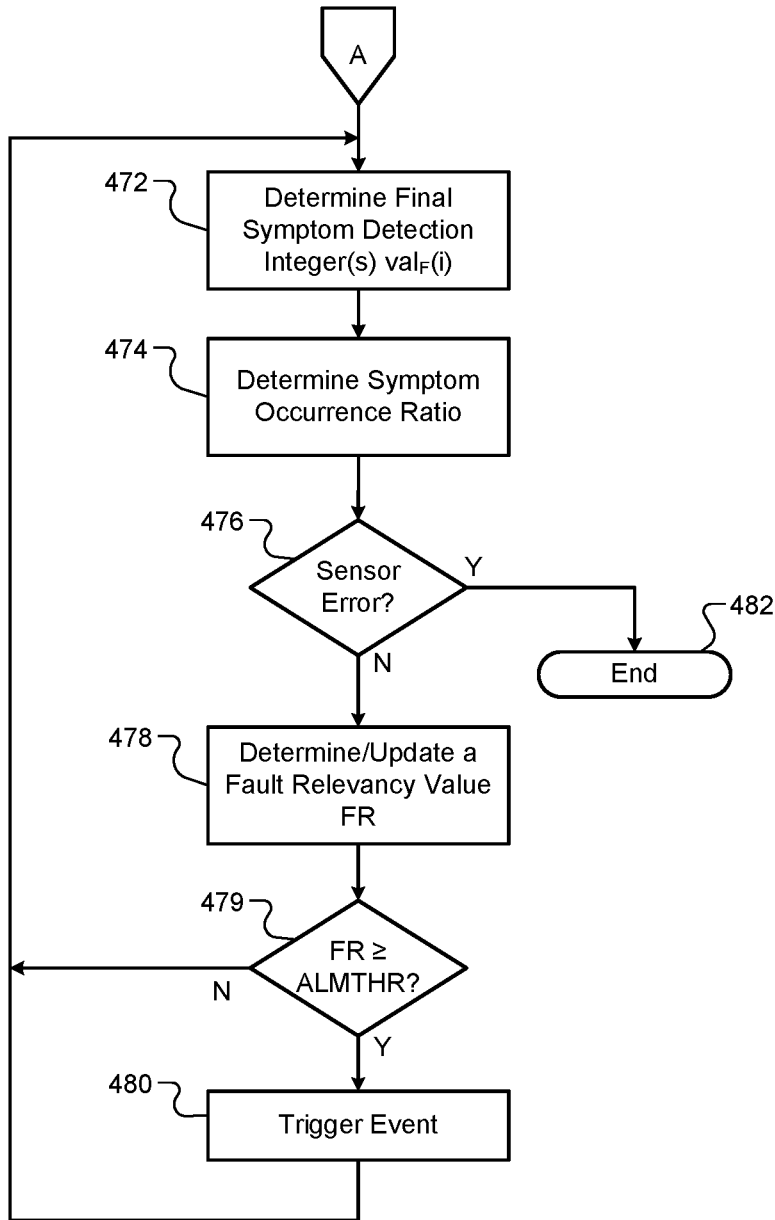 A
472
Determine Final
Symptom Detection
Integer(s) valF(i)
474
Determine Symptom
Occurrence Ratio
476
Sensor
Error?
Y
N
482
End
478
Determine/Update a
Fault Relevancy Value
FR
479
FR ≥
ALMTHR?
N
Y
480
Trigger Event